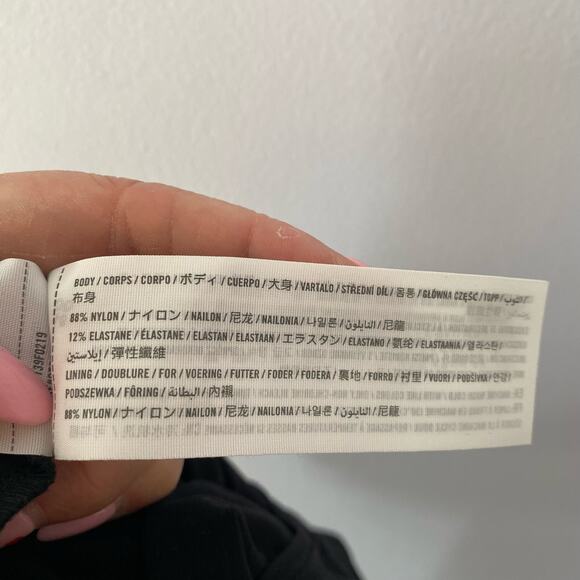 BODY / CORPS / CORPO / ボディ / CUERPO / 大身 / VARTALO / STŘEDNÍ DÍL / 몸통 / GŁÓWNA CZĘŚĆ / TOPP / الثوب /
布身
88% NYLON / ナイロン / NAILON / 尼龙 / NAILONIA / 나일론 / النايلون / 尼龍
12% ELASTANE / ÉLASTANE / ELASTAN / ELASTAAN / エラスタン / ELASTANO / 氨纶 / ELASTANIA / 엘라스탄 /
إيلاستين / 彈性纖維
LINING / DOUBLURE / FOR / VOERING / FUTTER / FODER / FODERA / 裏地 / FORRO / 衬里 / VUORI / PODŠÍVKA / 안감 /
PODSZEWKA / FÔRING / البطانة / 內襯
88% NYLON / ナイロン / NAILON / 尼龙 / NAILONIA / 나일론 / النايلون / 尼龍
39F0219